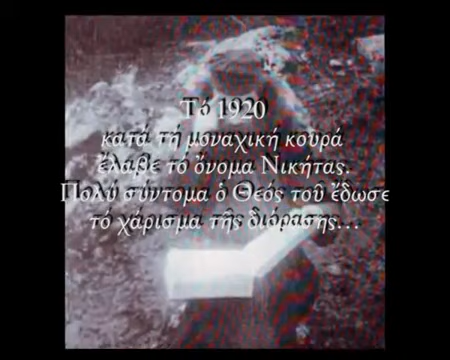 Τό 1920
κατά τή μοναχική κουρά
ἔλαβε τό ὄνομα Νικήτας.
Πολύ σύντομα ὁ Θεός τοῦ ἔδωσε
τό χάρισμα τῆς διόρασης...